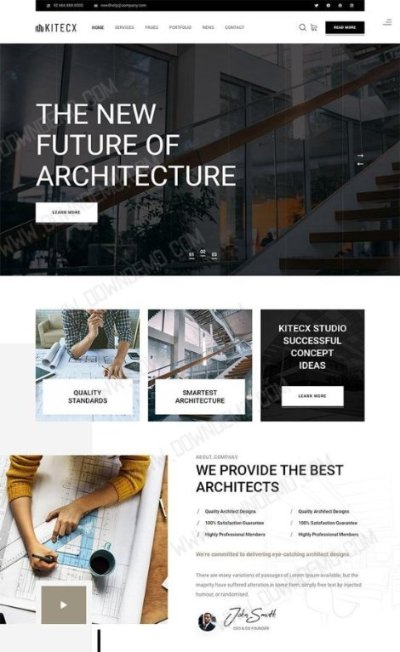 needhelp@company.com
KITECX
HOME SERVICES PAGES PORTFOLIO NEWS CONTACT
READ MORE
THE NEW
FUTURE OF
ARCHITECTURE
LEARN MORE
01 02 03
QUALITY
STANDARDS
SMARTEST
ARCHITECTURE
KITECX STUDIO
SUCCESSFUL
CONCEPT
IDEAS
LEARN MORE
ABOUT COMPANY
WE PROVIDE THE BEST
ARCHITECTS
/ Quality Architect Designs / Quality Architect Designs
/ 100% Satisfaction Guarantee / 100% Satisfaction Guarantee
/ Highly Professional Members / Highly Professional Members
We're committed to delivering eye-catching architect designs.
There are many variations of passages of Lorem Ipsum available, but the
majority have suffered alteration in some form, simply free text by injected
humour, or randomised.
John Smith
CEO & CO FOUNDER
WWW.DOWNDEMO.COM